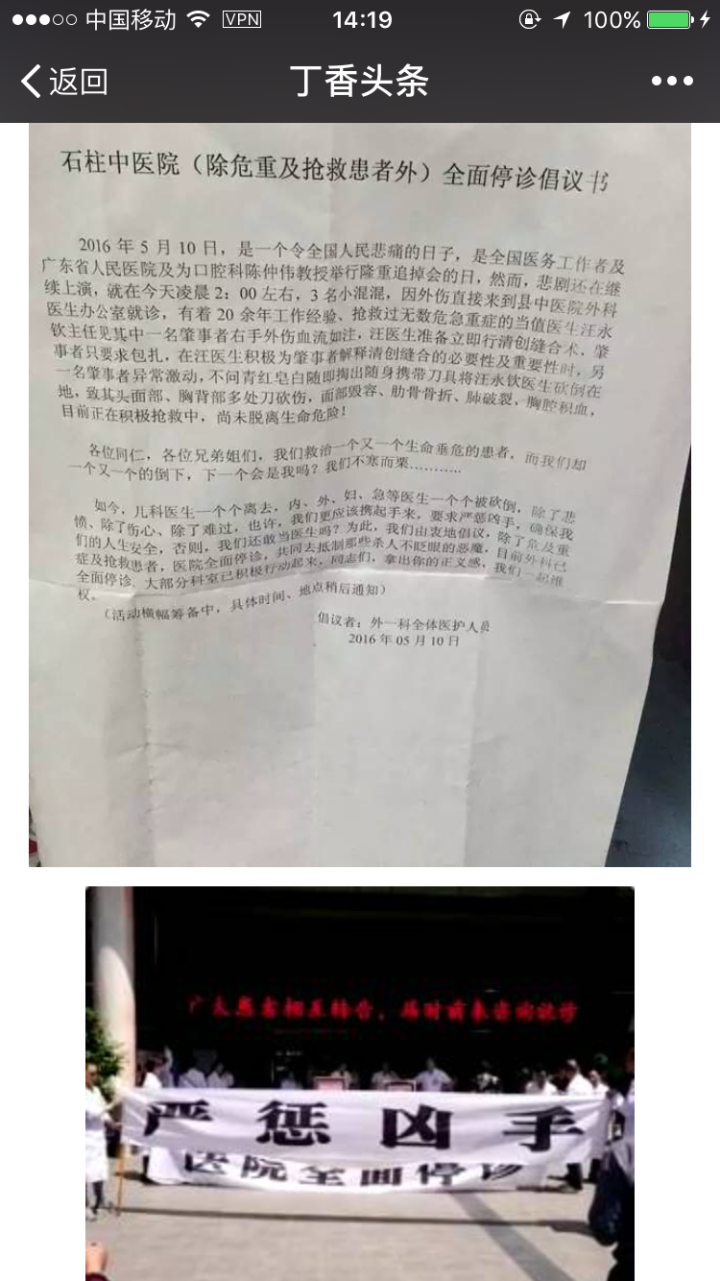 中国移动 VPN 14:19 100%
返回 丁香头条
石柱中医院（除危重及抢救患者外）全面停诊倡议书
2016 年 5 月 10 日，是一个令全国人民悲痛的日子，是全国医务工作者及
广东省人民医院及为口腔科陈仲伟教授举行隆重追掉会的日，然而，悲剧还在继
续上演，就在今天凌晨 2：00 左右，3 名小混混，因外伤直接来到县中医院外科
医生办公室就诊，有着 20 余年工作经验、抢救过无数危急重症的当值医生汪永
钦主任见其中一名肇事者右手外伤血流如注，汪医生准备立即行清创缝合术，肇
事者只要求包扎，在汪医生积极为肇事者解释清创缝合的必要性及重要性时，另
一名肇事者异常激动，不问青红皂白随即掏出随身携带刀具将汪永钦医生砍倒在
地，致其头面部、胸背部多处刀砍伤，面部毁容、肋骨骨折、肺破裂、胸腔积血，
目前正在积极抢救中，尚未脱离生命危险！
各位同仁，各位兄弟姐们，我们救治一个又一个生命垂危的患者，而我们却
一个又一个的倒下，下一个会是我吗？我们不寒而栗………..
如今，儿科医生一个个离去，内、外、妇、急等医生一个个被砍倒，除了悲
愤、除了伤心、除了难过，也许，我们更应该携起手来，要求严惩凶手，确保我
们的人生安全，否则，我们还敢当医生吗？为此，我们由衷地倡议，除了危及重
症及抢救患者，医院全面停诊，共同去抵制那些杀人不眨眼的恶魔，目前外科已
全面停诊，大部分科室已积极行动起来，同志们，拿出你的正义感，我们一起维
权。
（活动横幅筹备中，具体时间、地点稍后通知）
倡议者：外一科全体医护人员
2016 年 05 月 10 日
广大患者相互转告，届时前来咨询就诊
严惩凶手
医院全面停诊